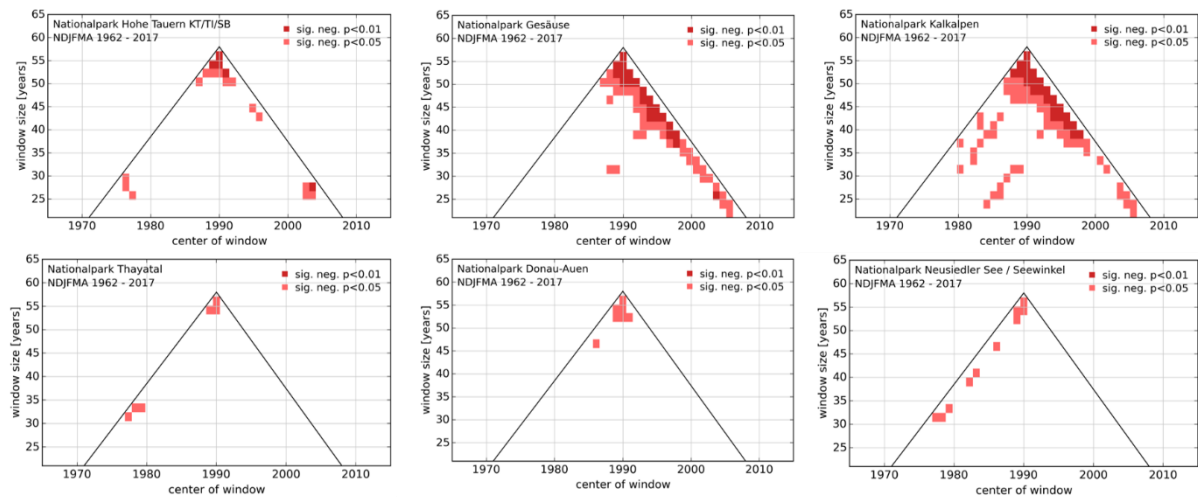 Nationalpark Hohe Tauern KT/TI/SB
NDJFMA 1962 - 2017
sig. neg. p<0.01
sig. neg. p<0.05
window size [years]
65
60
55
50
45
40
35
30
25
1970
1980
1990
2000
2010
center of window
Nationalpark Gesäuse
NDJFMA 1962 - 2017
sig. neg. p<0.01
sig. neg. p<0.05
window size [years]
65
60
55
50
45
40
35
30
25
1970
1980
1990
2000
2010
center of window
Nationalpark Kalkalpen
NDJFMA 1962 - 2017
sig. neg. p<0.01
sig. neg. p<0.05
window size [years]
65
60
55
50
45
40
35
30
25
1970
1980
1990
2000
2010
center of window
Nationalpark Thayatal
NDJFMA 1962 - 2017
sig. neg. p<0.01
sig. neg. p<0.05
window size [years]
65
60
55
50
45
40
35
30
25
1970
1980
1990
2000
2010
center of window
Nationalpark Donau-Auen
NDJFMA 1962 - 2017
sig. neg. p<0.01
sig. neg. p<0.05
window size [years]
65
60
55
50
45
40
35
30
25
1970
1980
1990
2000
2010
center of window
Nationalpark Neusiedler See / Seewinkel
NDJFMA 1962 - 2017
sig. neg. p<0.01
sig. neg. p<0.05
window size [years]
65
60
55
50
45
40
35
30
25
1970
1980
1990
2000
2010
center of window